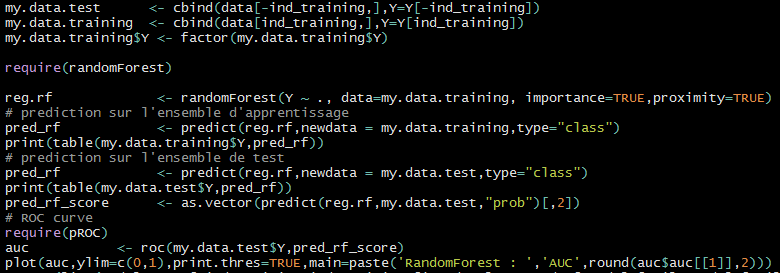 my.data.test <- cbind(data[-ind_training,],Y=Y[-ind_training])
my.data.training <- cbind(data[ind_training,],Y=Y[ind_training])
my.data.training$Y <- factor(my.data.training$Y)
require(randomForest)
reg.rf <- randomForest(Y ~ ., data=my.data.training, importance=TRUE,proximity=TRUE)
# prediction sur l'ensemble d'apprentissage
pred_rf <- predict(reg.rf,newdata = my.data.training,type="class")
print(table(my.data.training$Y,pred_rf))
# prediction sur l'ensemble de test
pred_rf <- predict(reg.rf,newdata = my.data.test,type="class")
print(table(my.data.test$Y,pred_rf))
pred_rf_score <- as.vector(predict(reg.rf,my.data.test,"prob")[,2])
# ROC curve
require(pROC)
auc <- roc(my.data.test$Y,pred_rf_score)
plot(auc,ylim=c(0,1),print.thres=TRUE,main=paste('RandomForest : ','AUC',round(auc$auc[[1]],2)))